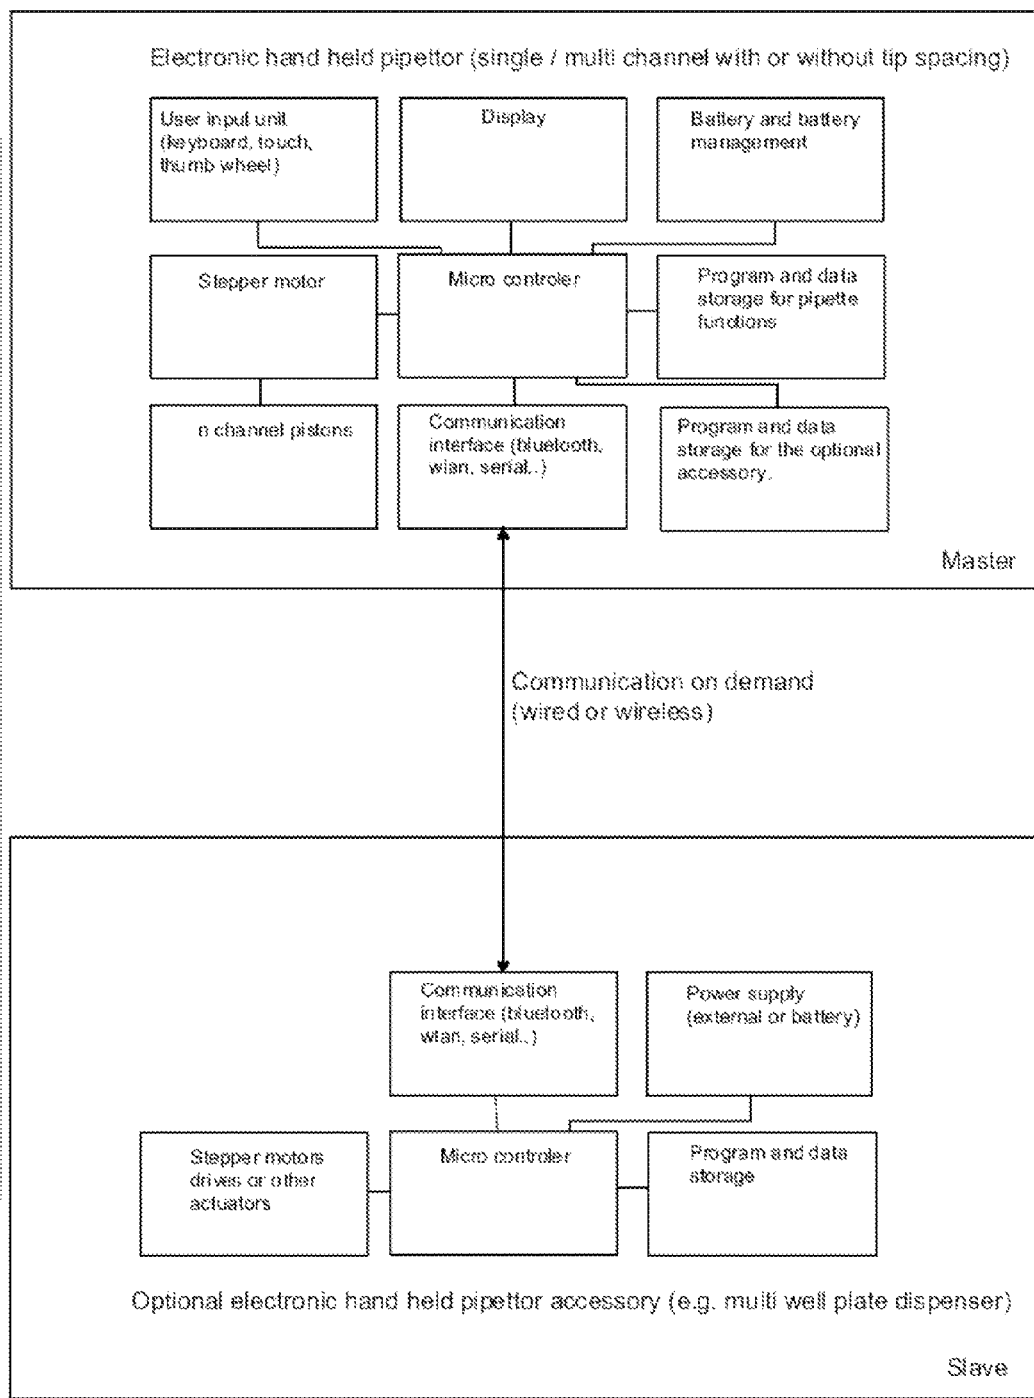 Electronic hand held pipettor (single / multi channel with or without tip spacing)
User input unit
(keyboard, touch,
thumb wheel)
Display
Battery and battery
management
Stepper motor
Micro controler
Program and data
storage for pipette
functions
n channel pistons
Communication
interface (bluetooth,
wlan, serial..)
Program and data
storage for the optional
accessory.
Master
Communication on demand
(wired or wireless)
Communication
interface (bluetooth,
wlan, serial..)
Power supply
(external or battery)
Stepper motors
drives or other
actuators
Micro controler
Program and data
storage
Optional electronic hand held pipettor accessory (e.g. multi well plate dispenser)
Slave